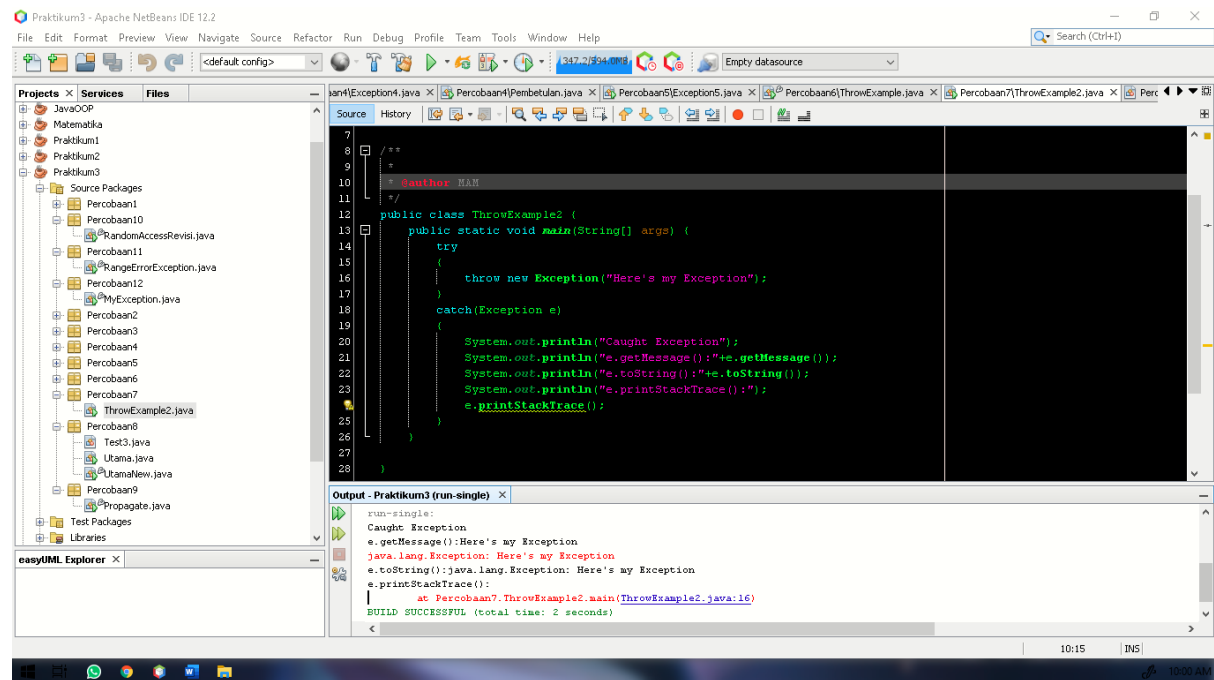 Praktikum3 - Apache NetBeans IDE 12.2
File Edit Format Preview View Navigate Source Refactor Run Debug Profile Team Tools Window Help
Search (Ctrl+I)
<default config>
347.2/594.0MB
Empty datasource
Projects Services Files
JavaOOP
Matematika
Praktikum1
Praktikum2
Praktikum3
Source Packages
Percobaan1
Percobaan10
RandomAccessRevisi.java
Percobaan11
RangeErrorException.java
Percobaan12
MyException.java
Percobaan2
Percobaan3
Percobaan4
Percobaan5
Percobaan6
Percobaan7
ThrowExample2.java
Percobaan8
Test3.java
Utama.java
UtamaNew.java
Percobaan9
Propagate.java
Test Packages
Libraries
easyUML Explorer
an4\Exception4.java Percobaan4\Pembetulan.java Percobaan5\Exception5.java Percobaan6\ThrowExample.java Percobaan7\ThrowExample2.java Perc
Source History
7
8 /**
9 *
10 * @author MAM
11 */
12 public class ThrowExample2 {
13 public static void main(String[] args) {
14 try
15 {
16 throw new Exception("Here's my Exception");
17 }
18 catch(Exception e)
19 {
20 System.out.println("Caught Exception");
21 System.out.println("e.getMessage():"+e.getMessage());
22 System.out.println("e.toString():"+e.toString());
23 System.out.println("e.printStackTrace():");
e.printStackTrace();
25 }
26 }
27
28 }
Output - Praktikum3 (run-single)
run-single:
Caught Exception
e.getMessage():Here's my Exception
java.lang.Exception: Here's my Exception
e.toString():java.lang.Exception: Here's my Exception
e.printStackTrace():
at Percobaan7.ThrowExample2.main(ThrowExample2.java:16)
BUILD SUCCESSFUL (total time: 2 seconds)
10:15 INS
10:00 AM